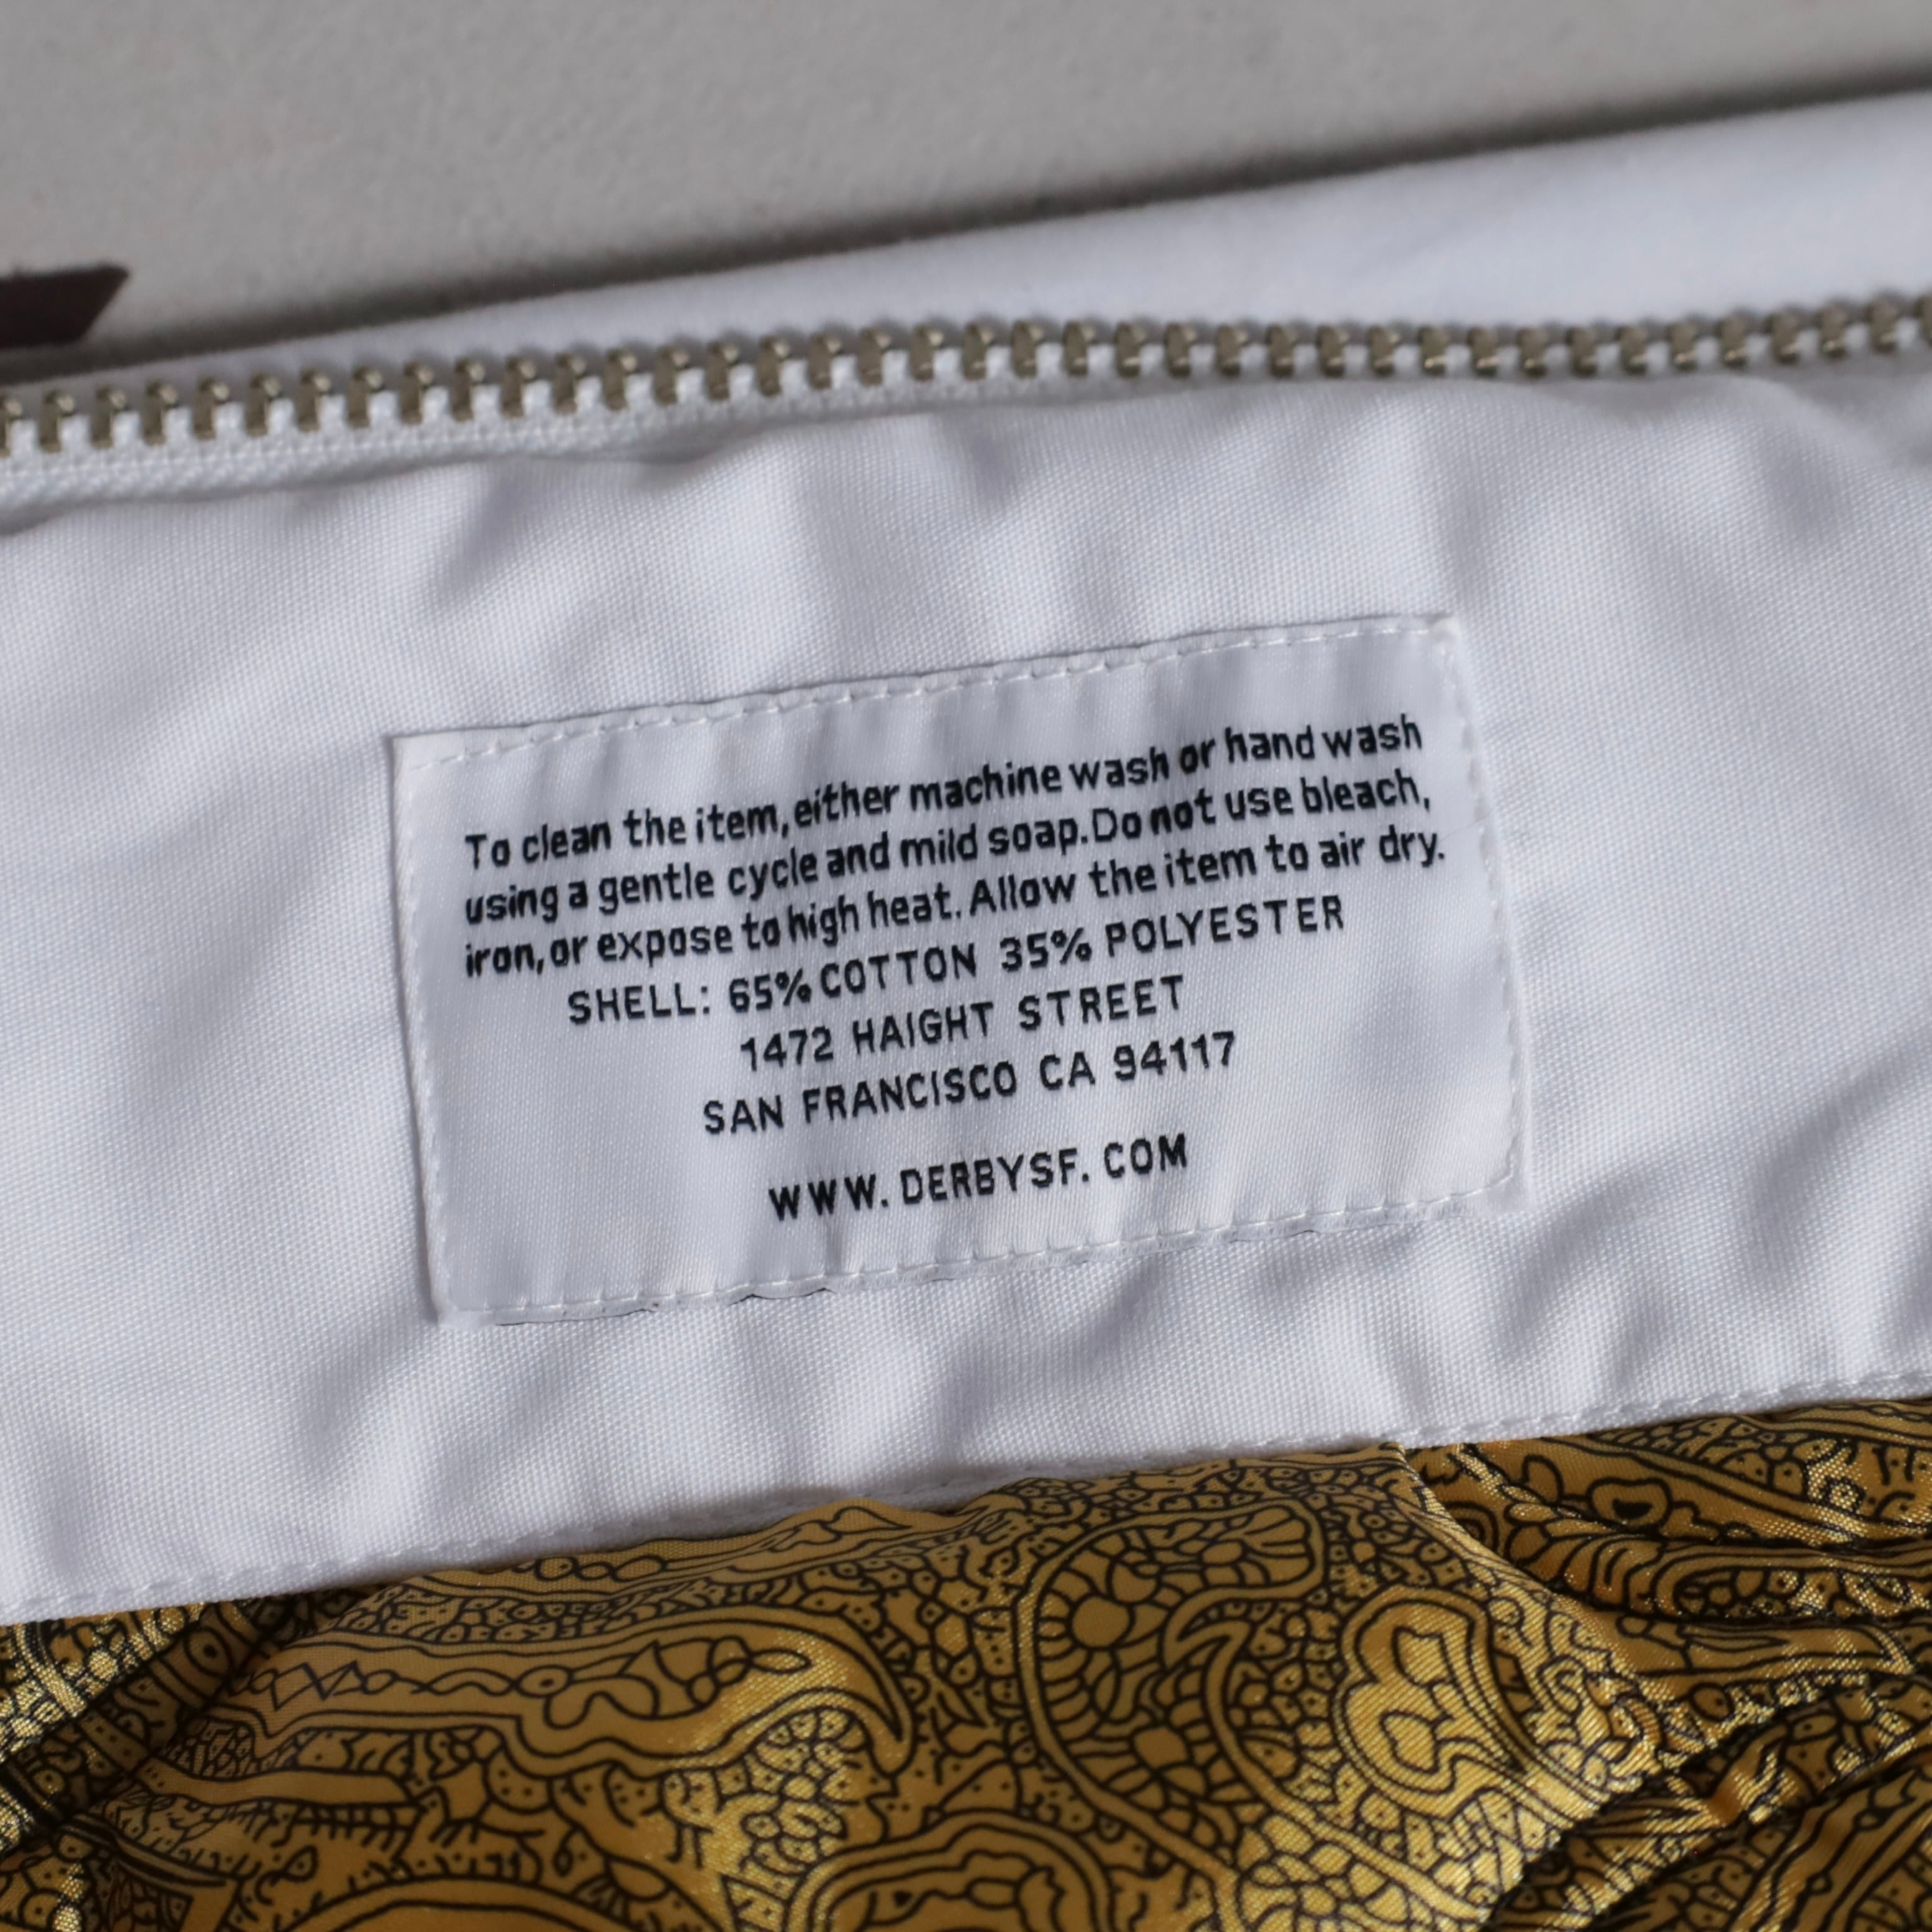 To clean the item, either machine wash or hand wash
using a gentle cycle and mild soap. Do not use bleach,
iron, or expose to high heat. Allow the item to air dry.
SHELL: 65% COTTON 35% POLYESTER
1472 HAIGHT STREET
SAN FRANCISCO CA 94117
WWW. DERBYSF. COM